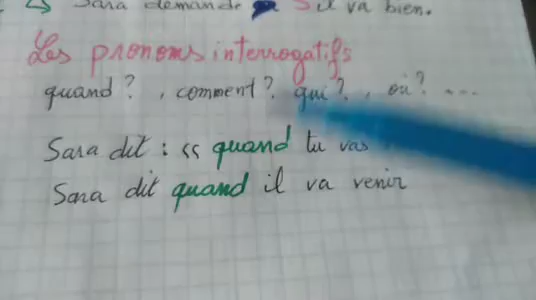 ↳ Sara demande s'il va bien.
Les pronoms interrogatifs
quand ? , comment ? qui ? , où ? ...
Sara dit : << quand tu vas
Sara dit quand il va venir